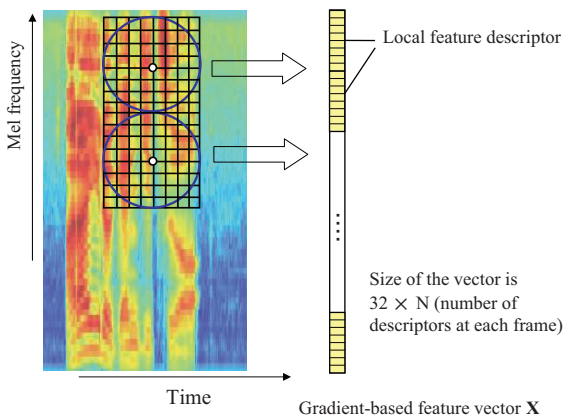 Mel frequency
Local feature descriptor
Size of the vector is
32 × N (number of
descriptors at each frame)
Time
Gradient-based feature vector X